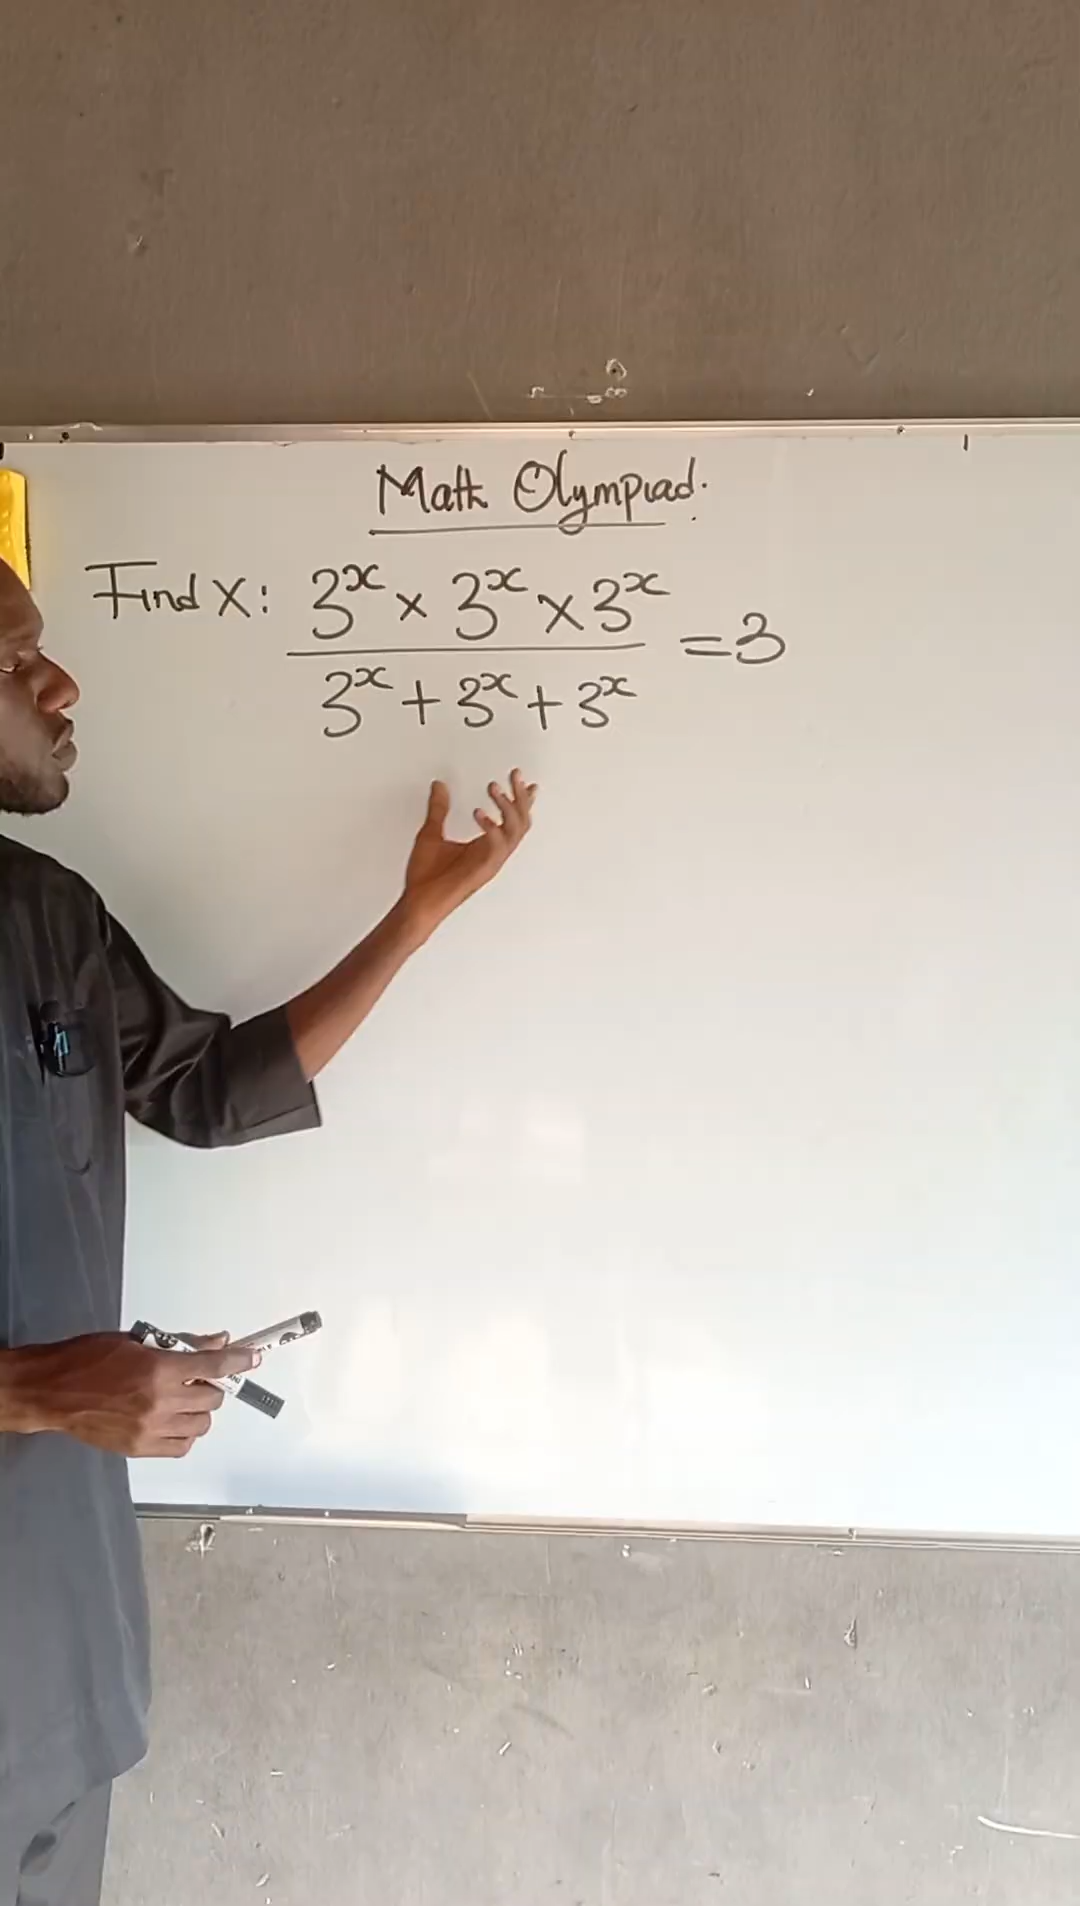 Math Olympiad.
Find X: 3^x × 3^x × 3^x / 3^x + 3^x + 3^x = 3